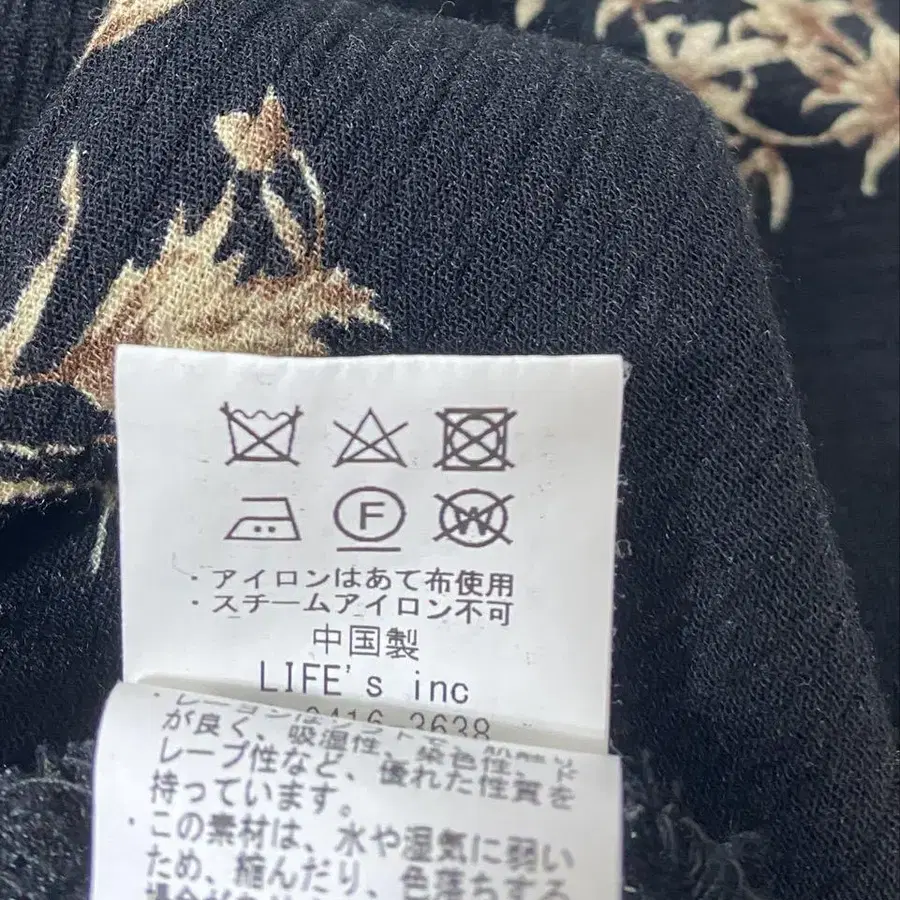 F
W
・アイロンはあて布使用
・スチームアイロン不可
中国製
LIFE's inc
3638
が良く、吸湿性、染色性、
レープ性など、優れた性質を
持っています。
・この素材は、水や湿気に弱い
ため、縮んだり、色落ちする